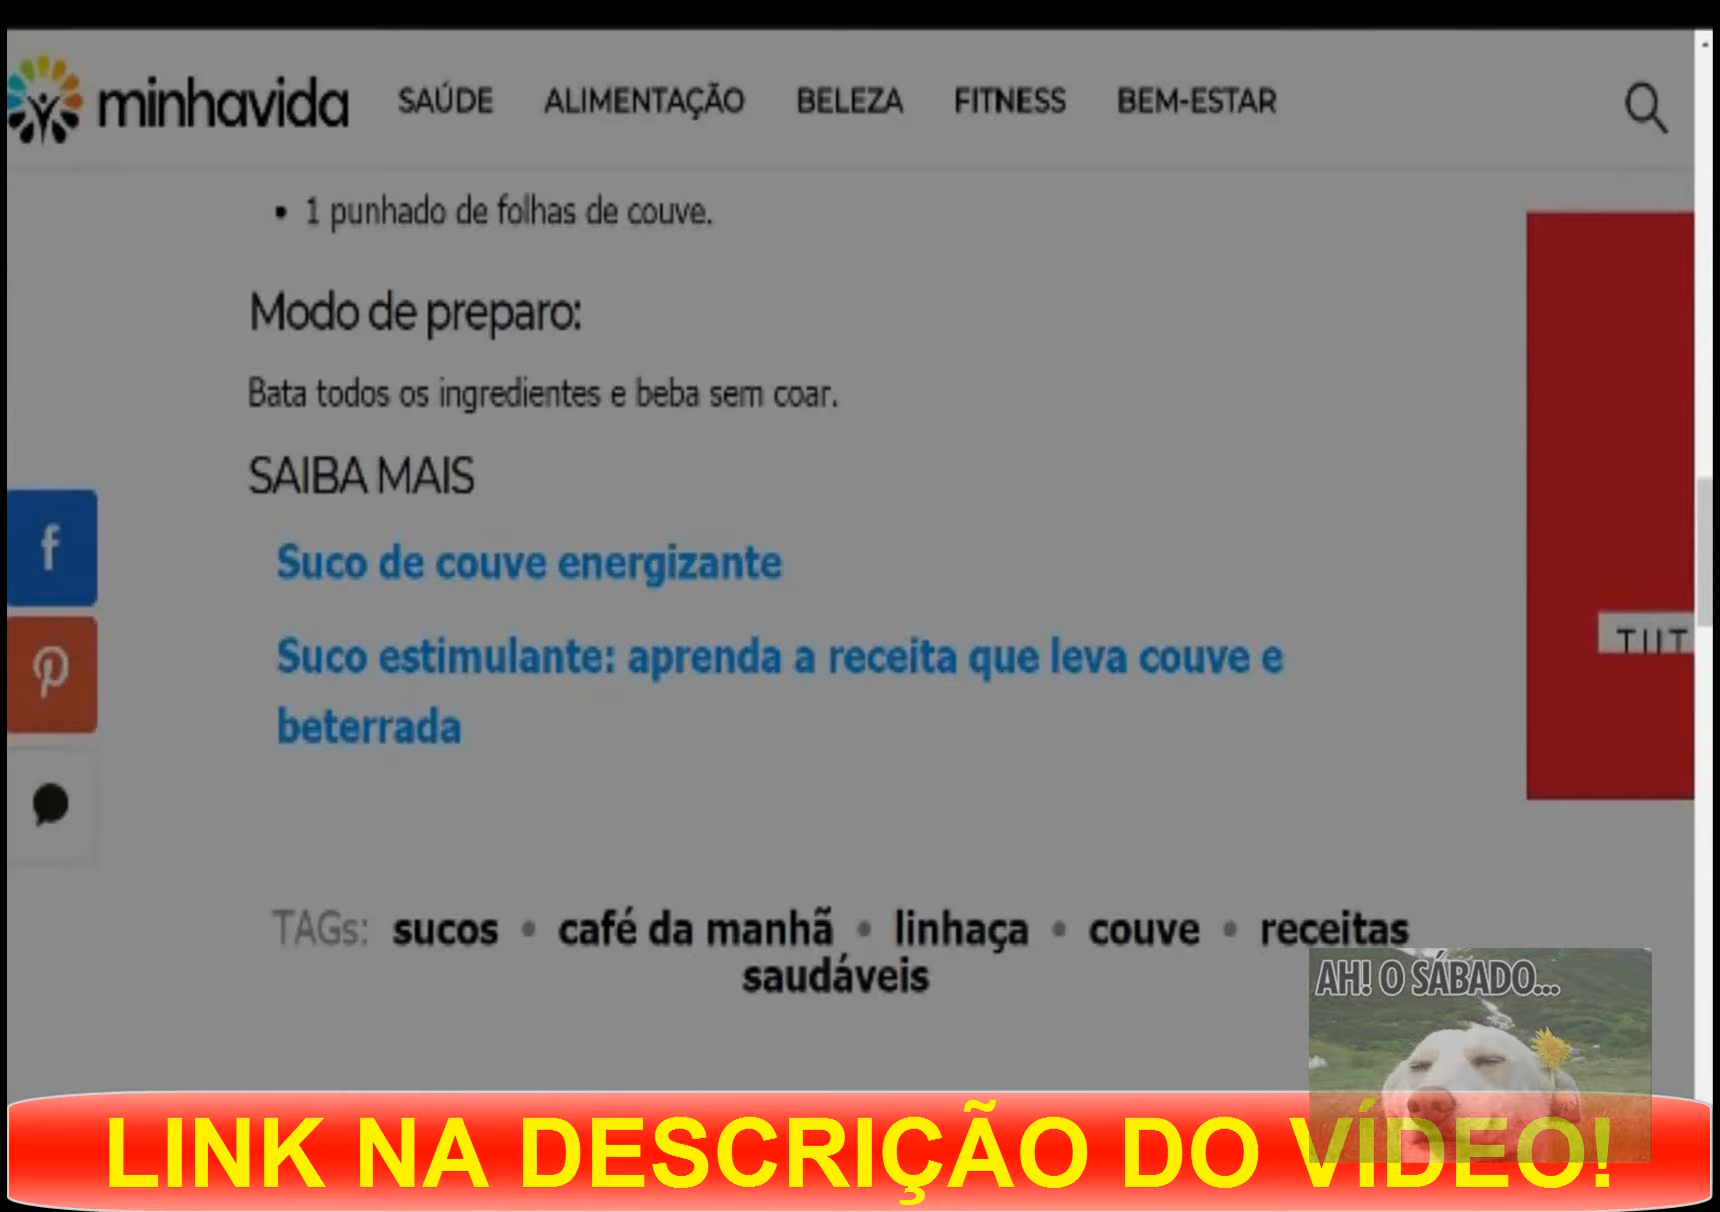 minhavida SAÚDE ALIMENTAÇÃO BELEZA FITNESS BEM-ESTAR
• 1 punhado de folhas de couve.
Modo de preparo:
Bata todos os ingredientes e beba sem coar.
SAIBA MAIS
Suco de couve energizante
Suco estimulante: aprenda a receita que leva couve e
beterrada
TAGs: sucos • café da manhã • linhaça • couve • receitas
saudáveis
AH! O SÁBADO...
LINK NA DESCRIÇÃO DO VÍDEO!